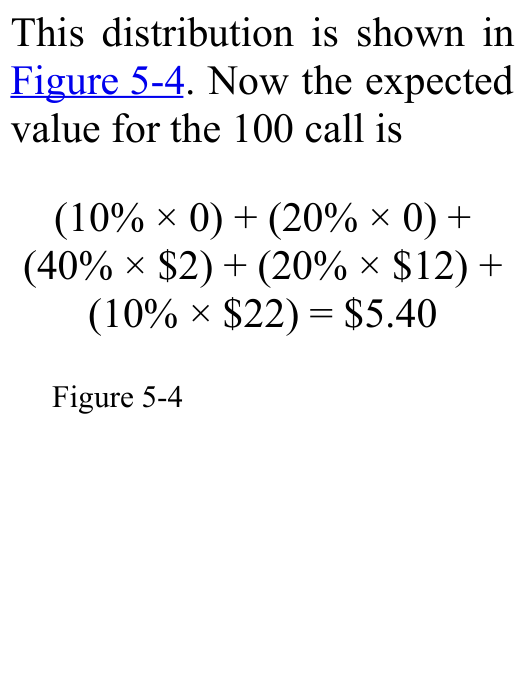 This distribution is shown in
Figure 5-4. Now the expected
value for the 100 call is
(10% × 0) + (20% × 0) +
(40% × $2) + (20% × $12) +
(10% × $22) = $5.40
Figure 5-4